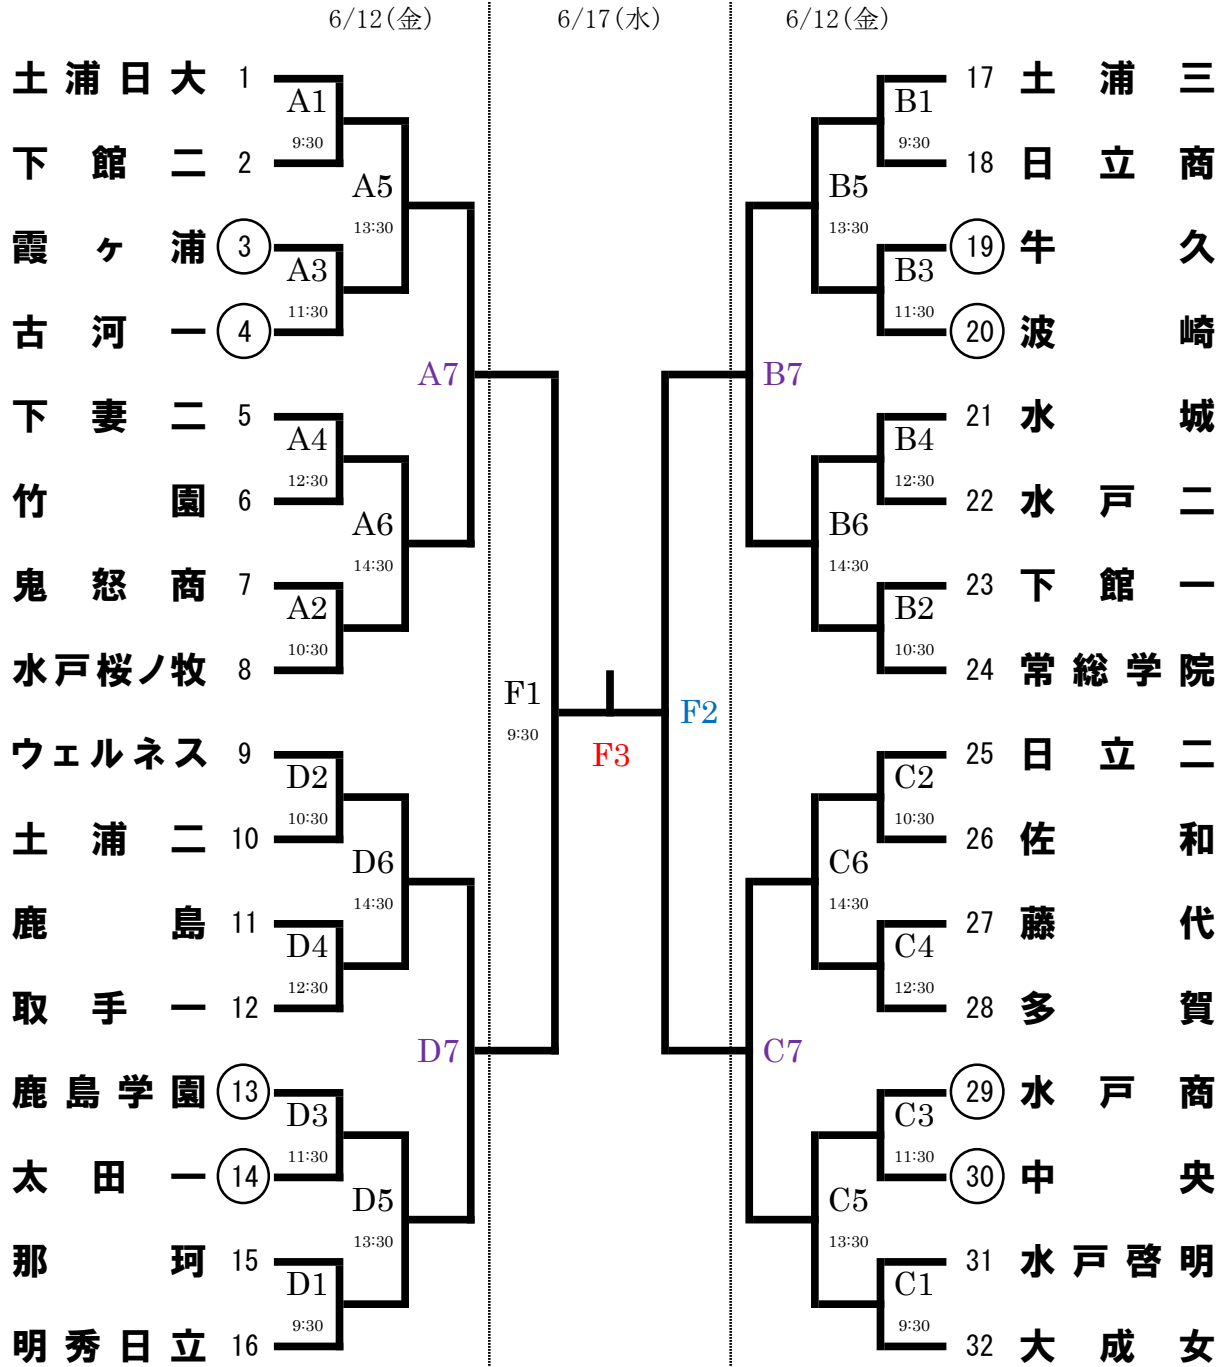 6/12(金) 6/17(水) 6/12(金)
土浦日大 1
A1
9:30
下館二 2
A5
13:30
霞ヶ浦 3
A3
11:30
古河一 4
A7
下妻二 5
A4
12:30
竹園 6
A6
14:30
鬼怒商 7
A2
10:30
水戸桜ノ牧 8
ウェルネス 9
D2
10:30
土浦二 10
D6
14:30
鹿島 11
D4
12:30
取手一 12
D7
鹿島学園 13
D3
11:30
太田一 14
D5
13:30
那珂 15
D1
9:30
明秀日立 16
F1
9:30
F3
F2
17 土浦三
B1
9:30
18 日立商
B5
13:30
19 牛久
B3
11:30
20 波崎
B7
21 水城
B4
12:30
22 水戸二
B6
14:30
23 下館一
B2
10:30
24 常総学院
25 日立二
C2
10:30
26 佐和
C6
14:30
27 藤代
C4
12:30
28 多賀
C7
29 水戸商
C3
11:30
30 中央
C5
13:30
31 水戸啓明
C1
9:30
32 大成女